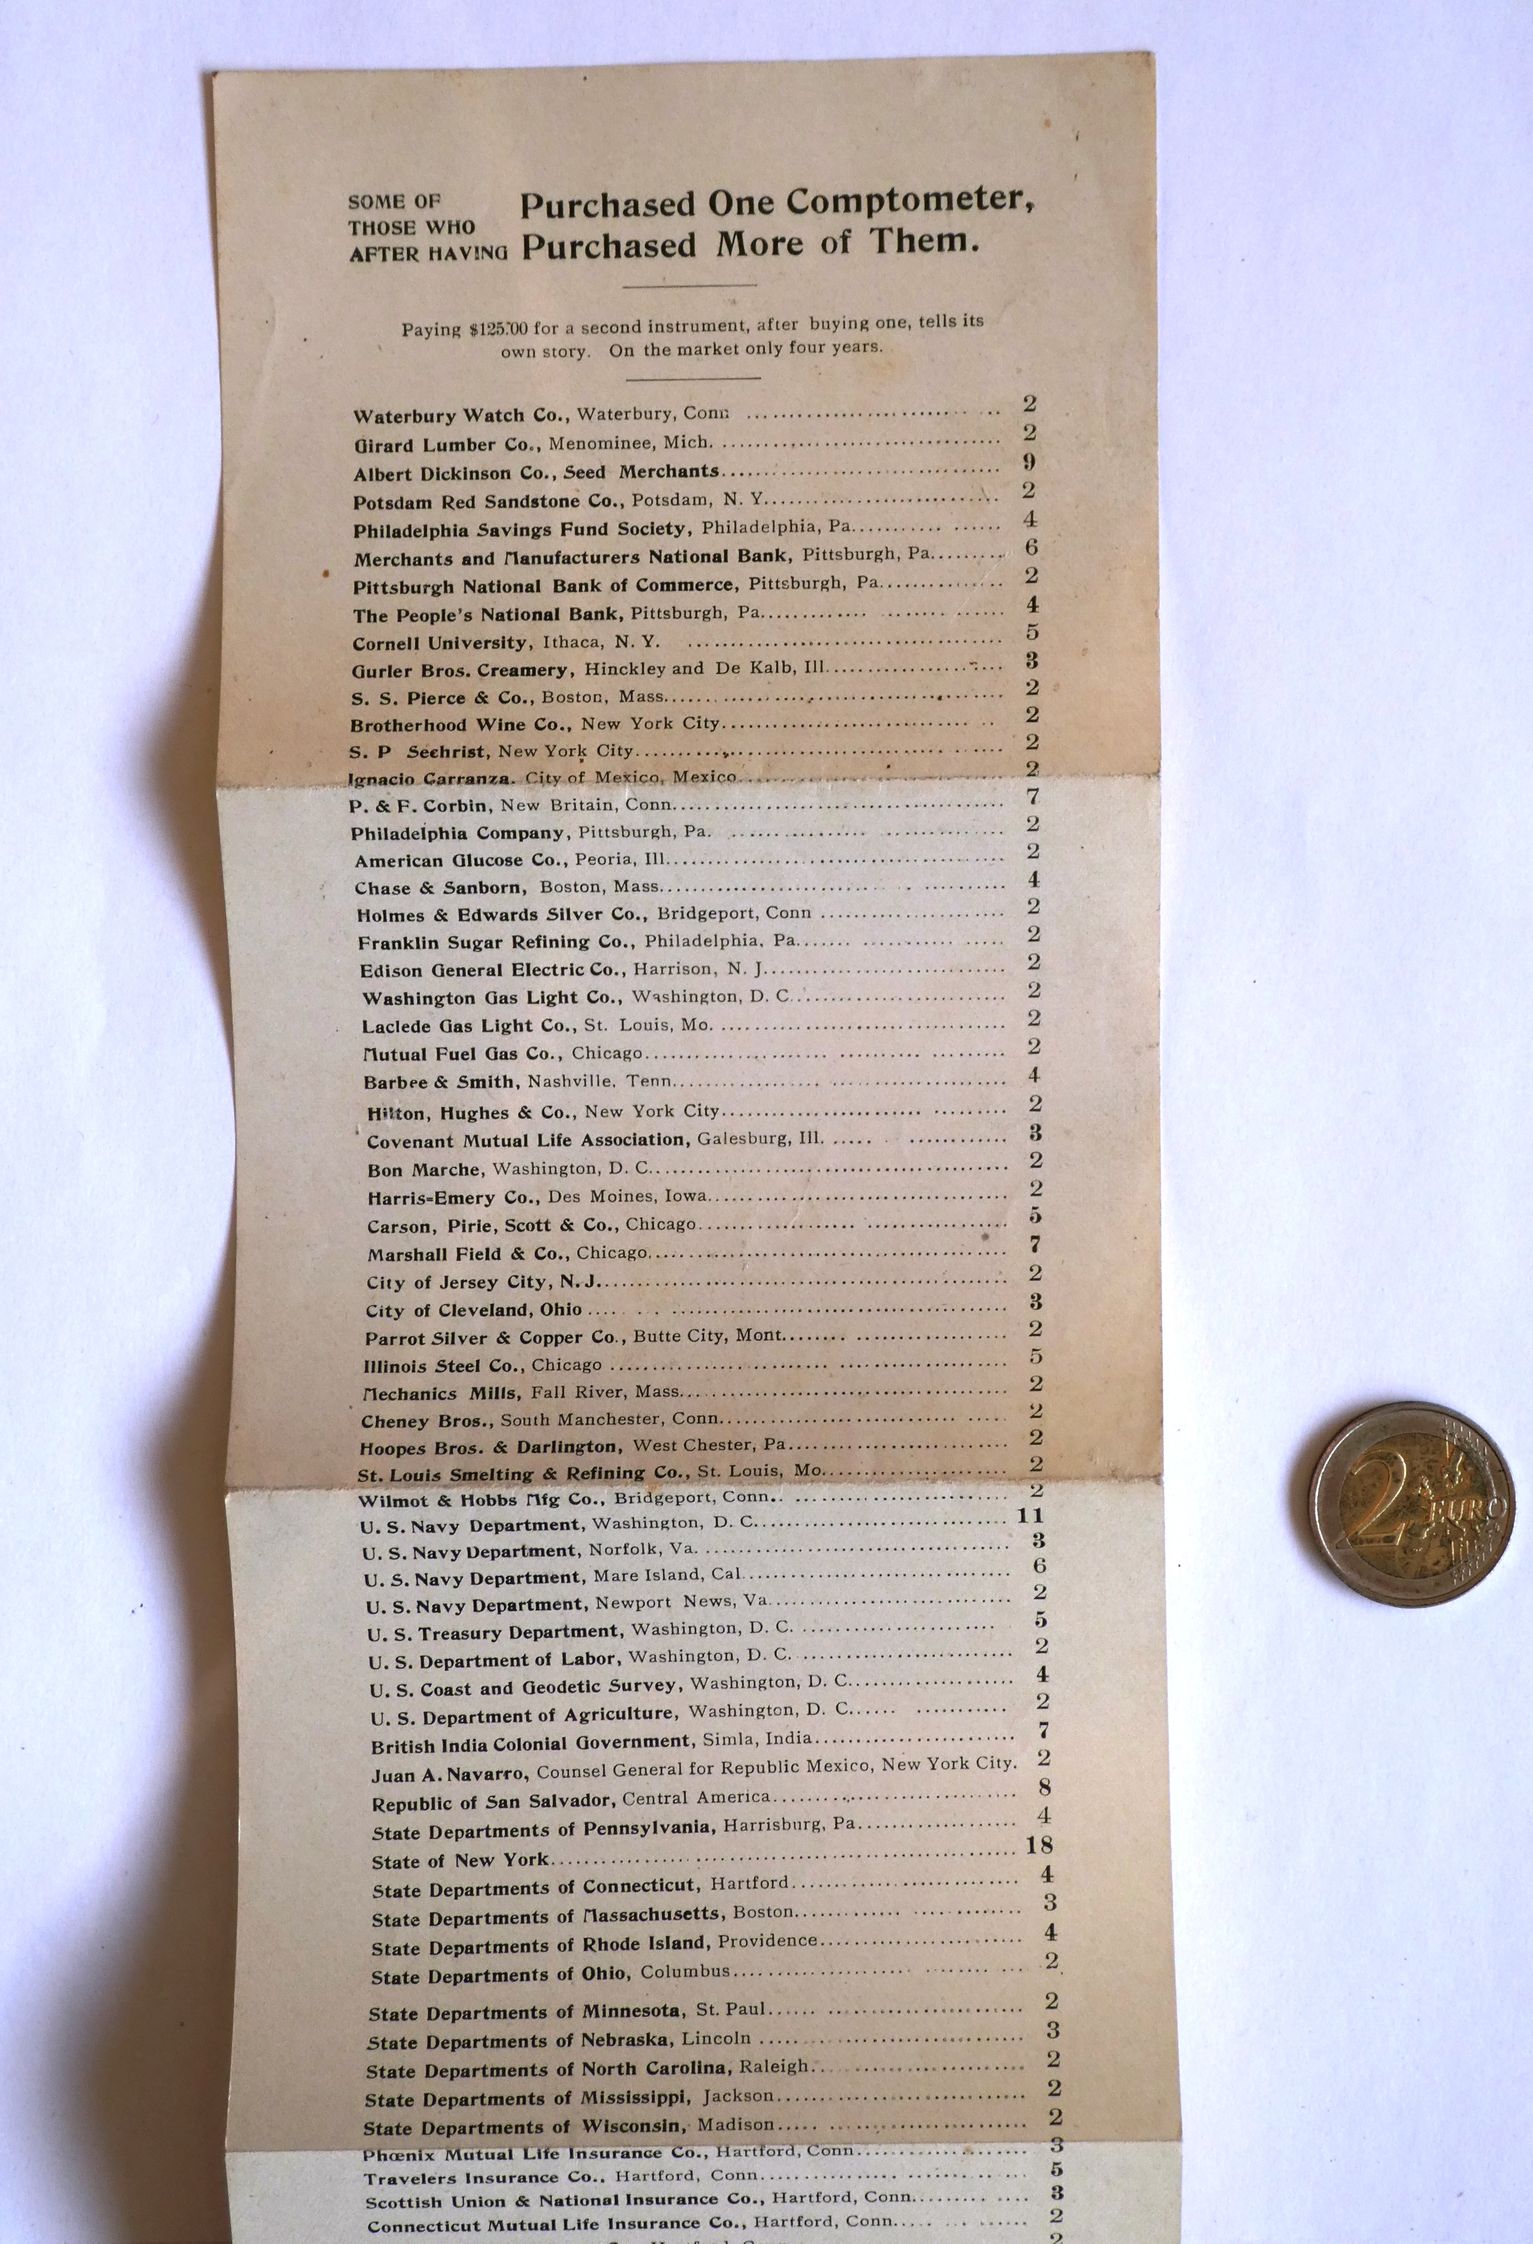 SOME OF
THOSE WHO
AFTER HAVING
Purchased One Comptometer,
Purchased More of Them.
Paying $125.00 for a second instrument, after buying one, tells its
own story. On the market only four years.
Waterbury Watch Co., Waterbury, Conn ........................ 2
Girard Lumber Co., Menominee, Mich. ........................ 2
Albert Dickinson Co., Seed Merchants........................ 9
Potsdam Red Sandstone Co., Potsdam, N. Y........................ 2
Philadelphia Savings Fund Society, Philadelphia, Pa.................. 4
Merchants and Manufacturers National Bank, Pittsburgh, Pa......... 6
Pittsburgh National Bank of Commerce, Pittsburgh, Pa.............. 2
The People's National Bank, Pittsburgh, Pa........................ 4
Cornell University, Ithaca, N. Y. ........................ 5
Gurler Bros. Creamery, Hinckley and De Kalb, Ill.................... 3
S. S. Pierce & Co., Boston, Mass........................ 2
Brotherhood Wine Co., New York City........................ 2
S. P Sechrist, New York City........................ 2
Ignacio Carranza. City of Mexico, Mexico........................ 2
P. & F. Corbin, New Britain, Conn........................ 7
Philadelphia Company, Pittsburgh, Pa. ........................ 2
American Glucose Co., Peoria, Ill........................ 2
Chase & Sanborn, Boston, Mass........................ 4
Holmes & Edwards Silver Co., Bridgeport, Conn ...................... 2
Franklin Sugar Refining Co., Philadelphia, Pa...................... 2
Edison General Electric Co., Harrison, N. J........................ 2
Washington Gas Light Co., Washington, D. C........................ 2
Laclede Gas Light Co., St. Louis, Mo. ........................ 2
Mutual Fuel Gas Co., Chicago........................ 2
Barbee & Smith, Nashville, Tenn........................ 4
Hilton, Hughes & Co., New York City........................ 2
Covenant Mutual Life Association, Galesburg, Ill. ................ 3
Bon Marche, Washington, D. C........................ 2
Harris-Emery Co., Des Moines, Iowa........................ 2
Carson, Pirie, Scott & Co., Chicago........................ 5
Marshall Field & Co., Chicago........................ 7
City of Jersey City, N. J........................ 2
City of Cleveland, Ohio ........................ 3
Parrot Silver & Copper Co., Butte City, Mont........................ 2
Illinois Steel Co., Chicago ........................ 5
Mechanics Mills, Fall River, Mass........................ 2
Cheney Bros., South Manchester, Conn........................ 2
Hoopes Bros. & Darlington, West Chester, Pa........................ 2
St. Louis Smelting & Refining Co., St. Louis, Mo.................... 2
Wilmot & Hobbs Mfg Co., Bridgeport, Conn.. ........................ 2
U. S. Navy Department, Washington, D. C........................ 11
U. S. Navy Department, Norfolk, Va. ........................ 3
U. S. Navy Department, Mare Island, Cal........................ 6
U. S. Navy Department, Newport News, Va........................ 2
U. S. Treasury Department, Washington, D. C. .................... 5
U. S. Department of Labor, Washington, D. C. .................... 2
U. S. Coast and Geodetic Survey, Washington, D. C................ 4
U. S. Department of Agriculture, Washington, D. C................ 2
British India Colonial Government, Simla, India.................... 7
Juan A. Navarro, Counsel General for Republic Mexico, New York City. 2
Republic of San Salvador, Central America........................ 8
State Departments of Pennsylvania, Harrisburg, Pa................ 4
State of New York........................ 18
State Departments of Connecticut, Hartford........................ 4
State Departments of Massachusetts, Boston........................ 3
State Departments of Rhode Island, Providence...................... 4
State Departments of Ohio, Columbus........................ 2
State Departments of Minnesota, St. Paul........................ 2
State Departments of Nebraska, Lincoln ........................ 3
State Departments of North Carolina, Raleigh...................... 2
State Departments of Mississippi, Jackson........................ 2
State Departments of Wisconsin, Madison........................ 2
Phœnix Mutual Life Insurance Co., Hartford, Conn................ 3
Travelers Insurance Co., Hartford, Conn........................ 5
Scottish Union & National Insurance Co., Hartford, Conn............ 3
Connecticut Mutual Life Insurance Co., Hartford, Conn.............. 2
2 EURO